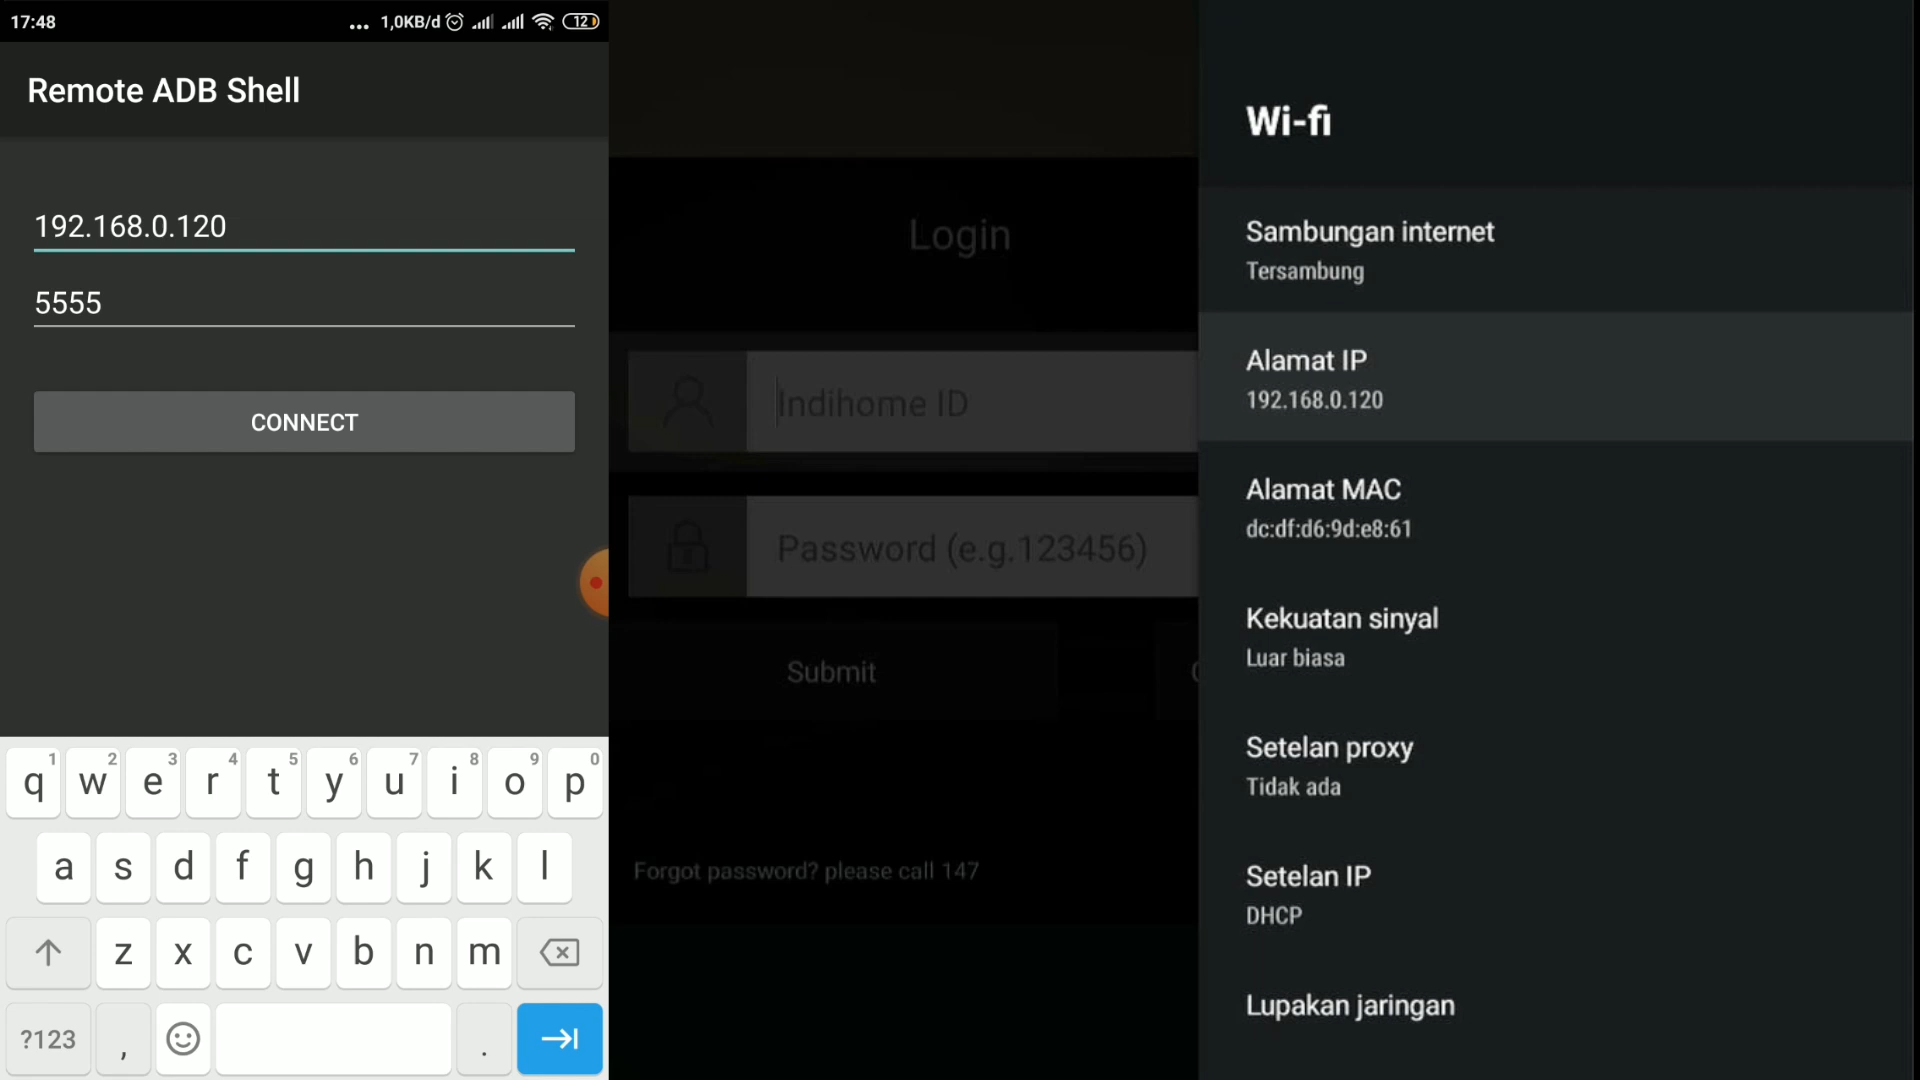 17:48
... 1,0KB/d 12
Remote ADB Shell
192.168.0.120
5555
CONNECT
1 2 3 4 5 6 7 8 9 0
q w e r t y u i o p
a s d f g h j k l
z x c v b n m
?123 , .
Login
Indihome ID
Password (e.g.123456)
Submit
Forgot password? please call 147
Wi-fi
Sambungan internet
Tersambung
Alamat IP
192.168.0.120
Alamat MAC
dc:df:d6:9d:e8:61
Kekuatan sinyal
Luar biasa
Setelan proxy
Tidak ada
Setelan IP
DHCP
Lupakan jaringan